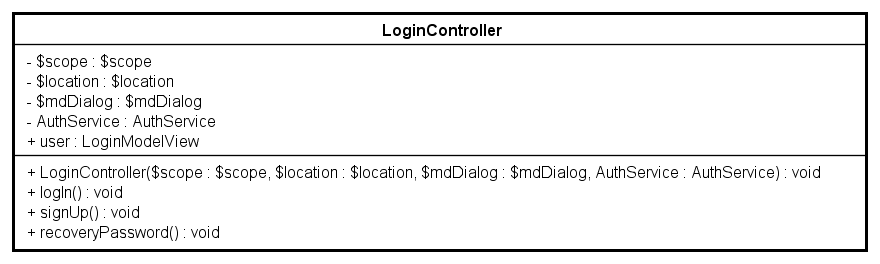 LoginController
- $scope : $scope
- $location : $location
- $mdDialog : $mdDialog
- AuthService : AuthService
+ user : LoginModelView
+ LoginController($scope : $scope, $location : $location, $mdDialog : $mdDialog, AuthService : AuthService) : void
+ logIn() : void
+ signUp() : void
+ recoveryPassword() : void